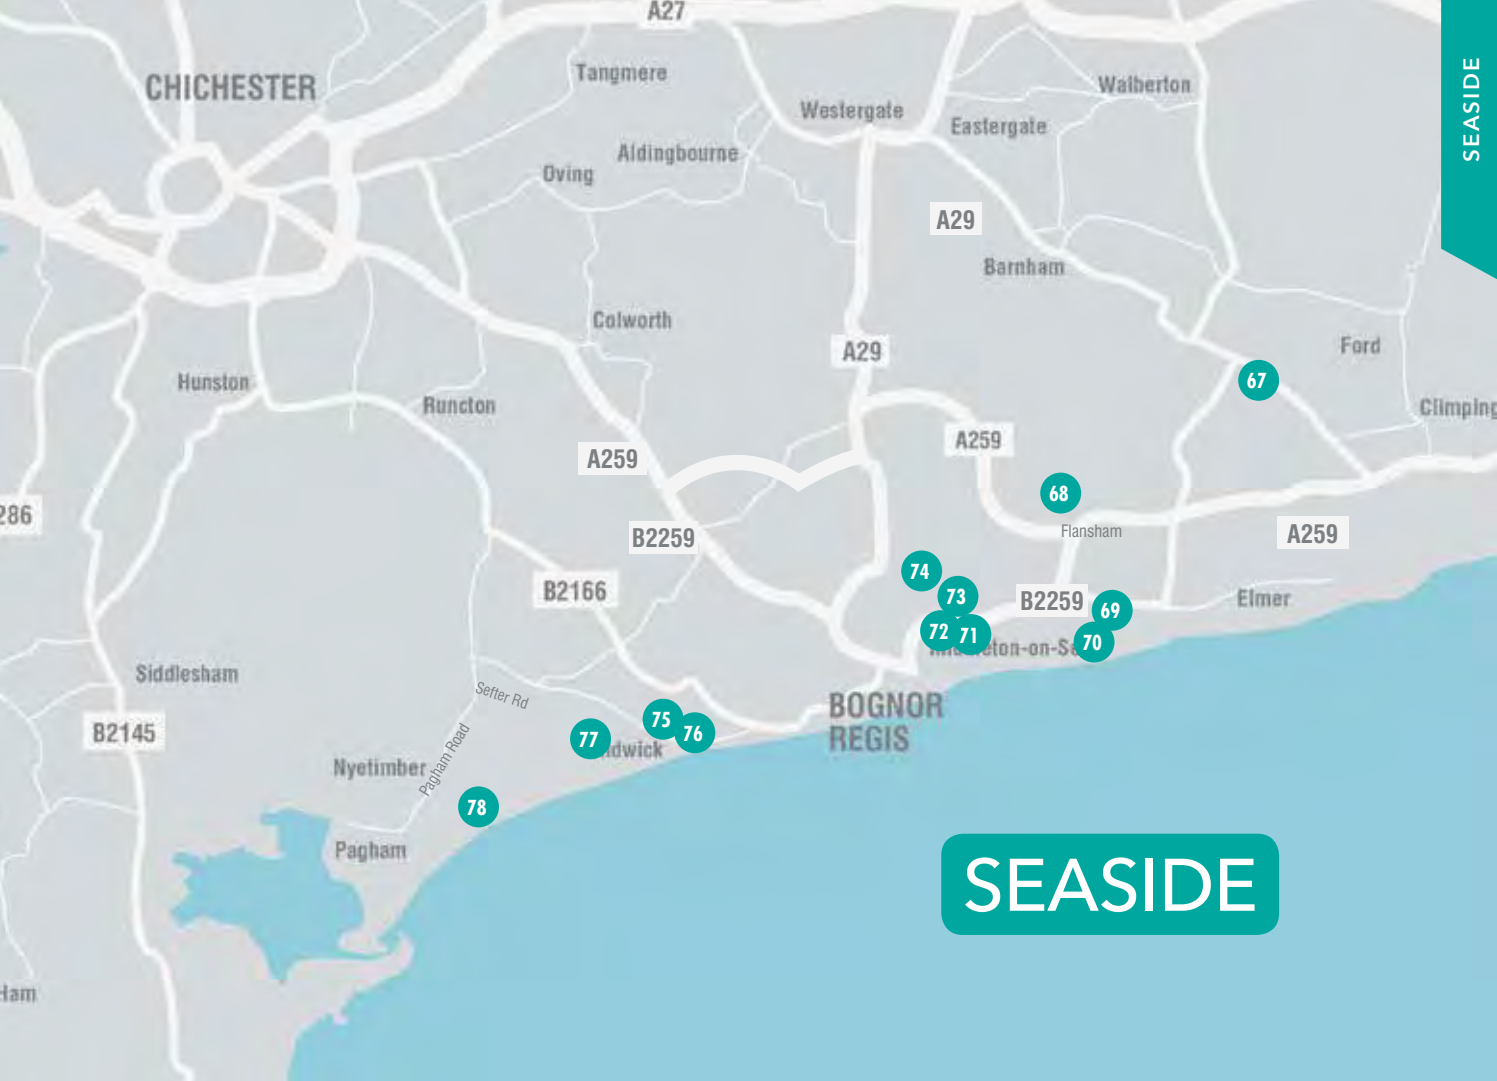 A27
SEASIDE
Tangmere
CHICHESTER
Walberton
Westergate
Eastergate
Aldingbourne
Oving
A29
Barnham
Colworth
A29
Ford
67
Hunston
Runcton
Climping
A259
A259
68
286
Flansham
A259
B2259
74
B2166
73
B2259
69
Elmer
72
71
70
Siddlesham
Sefter Rd
BOGNOR
REGIS
75
76
77
B2145
Pagham Road
Nyetimber
78
Pagham
SEASIDE
Ham